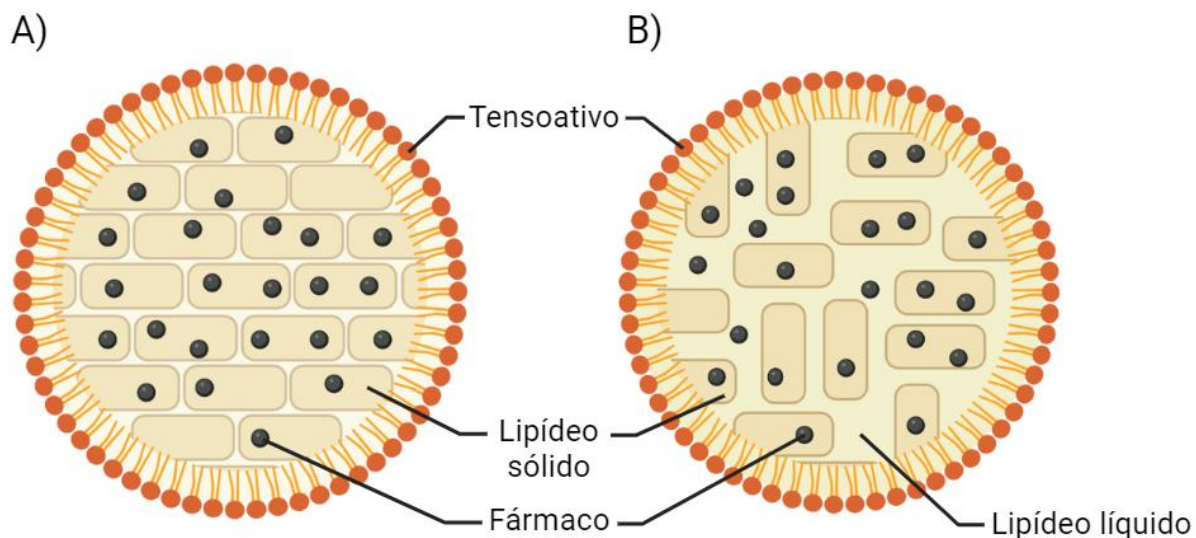 A)
B)
Tensoativo
Lipídeo
sólido
Fármaco
Lipídeo líquido